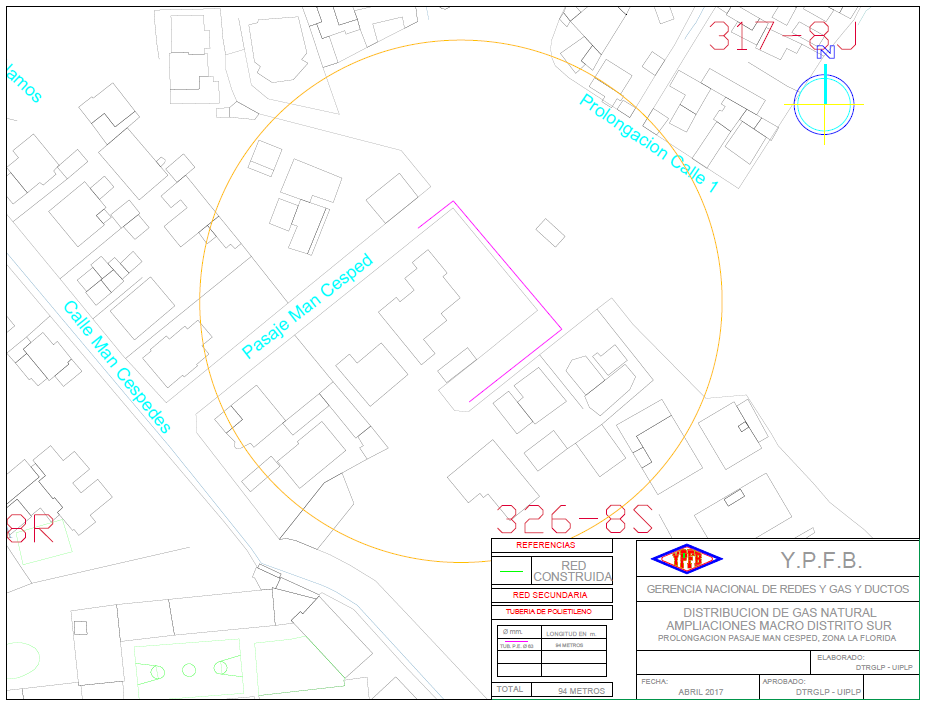 317-8J
N
lamos
Prolongacion Calle 1
Pasaje Man Cesped
Calle Man Cespedes
326-8S
8R
REFERENCIAS
RED
CONSTRUIDA
RED SECUNDARIA
TUBERIA DE POLIETILENO
Ø mm.
LONGITUD EN m.
TUB. P.E. Ø 63
94 METROS
TOTAL
94 METROS
YPFB
Y.P.F.B.
GERENCIA NACIONAL DE REDES Y GAS Y DUCTOS
DISTRIBUCION DE GAS NATURAL
AMPLIACIONES MACRO DISTRITO SUR
PROLONGACION PASAJE MAN CESPED, ZONA LA FLORIDA
ELABORADO:
DTRGLP - UIPLP
FECHA:
ABRIL 2017
APROBADO:
DTRGLP - UIPLP